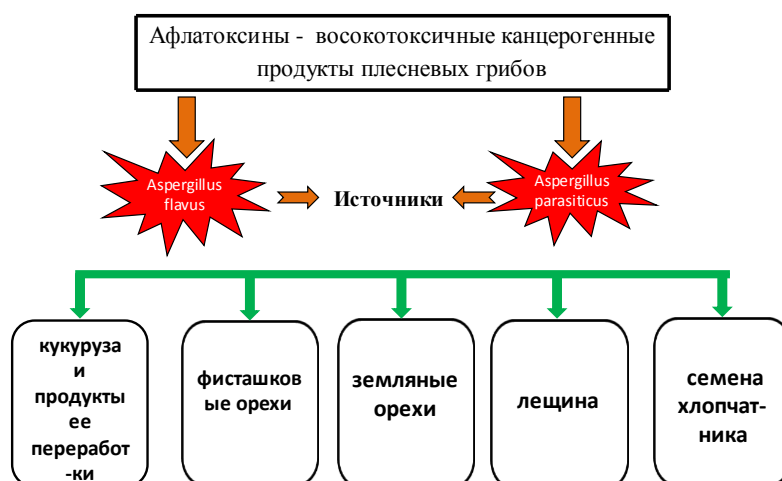 Афлатоксины - восокотоксичные канцерогенные
продукты плесневых грибов
Aspergillus
flavus
Источники
Aspergillus
parasiticus
кукуруза
и
продукты
ее
переработ
-ки
фисташков
ые орехи
земляные
орехи
лещина
семена
хлопчат-
ника